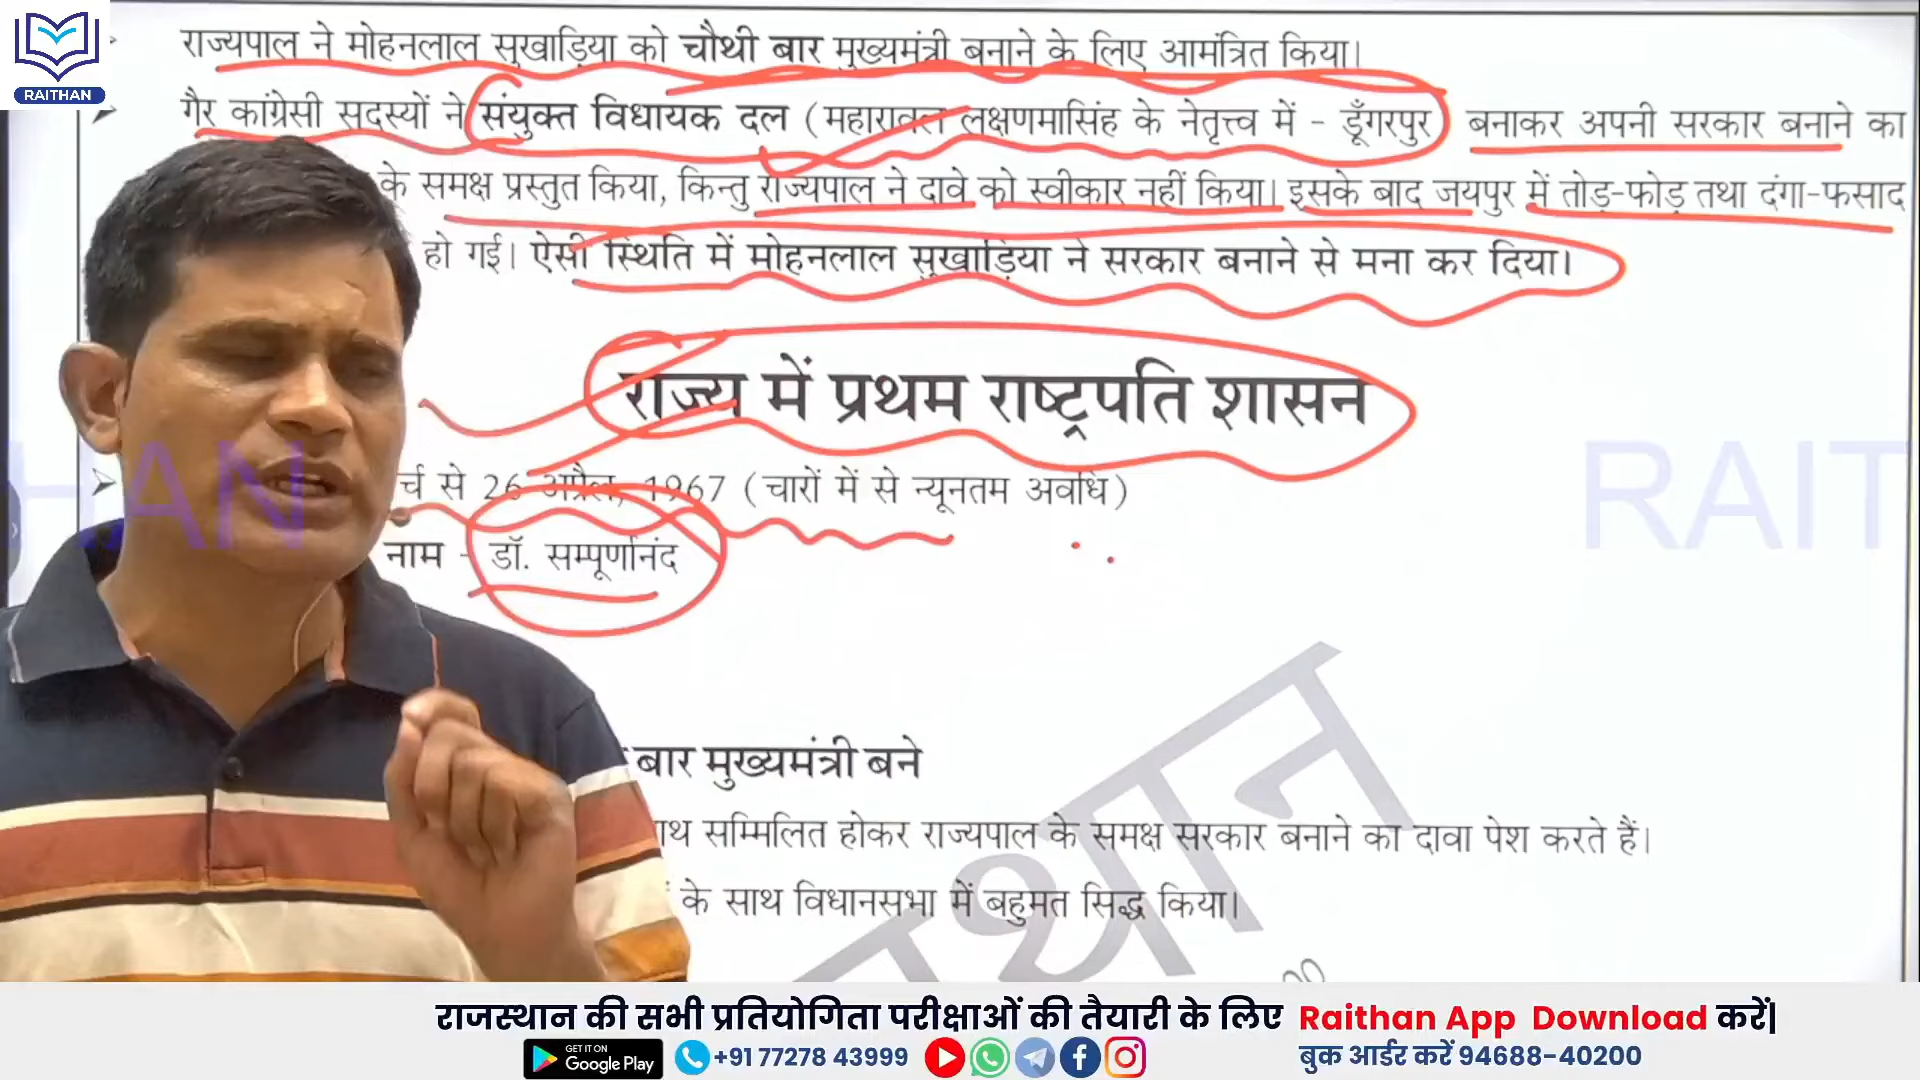 RAITHAN
राज्यपाल ने मोहनलाल सुखाड़िया को चौथी बार मुख्यमंत्री बनाने के लिए आमंत्रित किया।
गैर कांग्रेसी सदस्यों ने संयुक्त विधायक दल (महारावल लक्षणमासिंह के नेतृत्त्व में - डूँगरपुर) बनाकर अपनी सरकार बनाने का
के समक्ष प्रस्तुत किया, किन्तु राज्यपाल ने दावे को स्वीकार नहीं किया। इसके बाद जयपुर में तोड़-फोड़ तथा दंगा-फसाद
हो गई। ऐसी स्थिति में मोहनलाल सुखाड़िया ने सरकार बनाने से मना कर दिया।
राज्य में प्रथम राष्ट्रपति शासन
से 26 अप्रैल, 1967 (चारों में से न्यूनतम अवधि)
नाम - डॉ. सम्पूर्णानंद
बार मुख्यमंत्री बने
सम्मिलित होकर राज्यपाल के समक्ष सरकार बनाने का दावा पेश करते हैं।
के साथ विधानसभा में बहुमत सिद्ध किया।
राजस्थान की सभी प्रतियोगिता परीक्षाओं की तैयारी के लिए Raithan App Download करें|
GET IT ON
Google Play
+91 77278 43999
बुक आर्डर करें 94688-40200